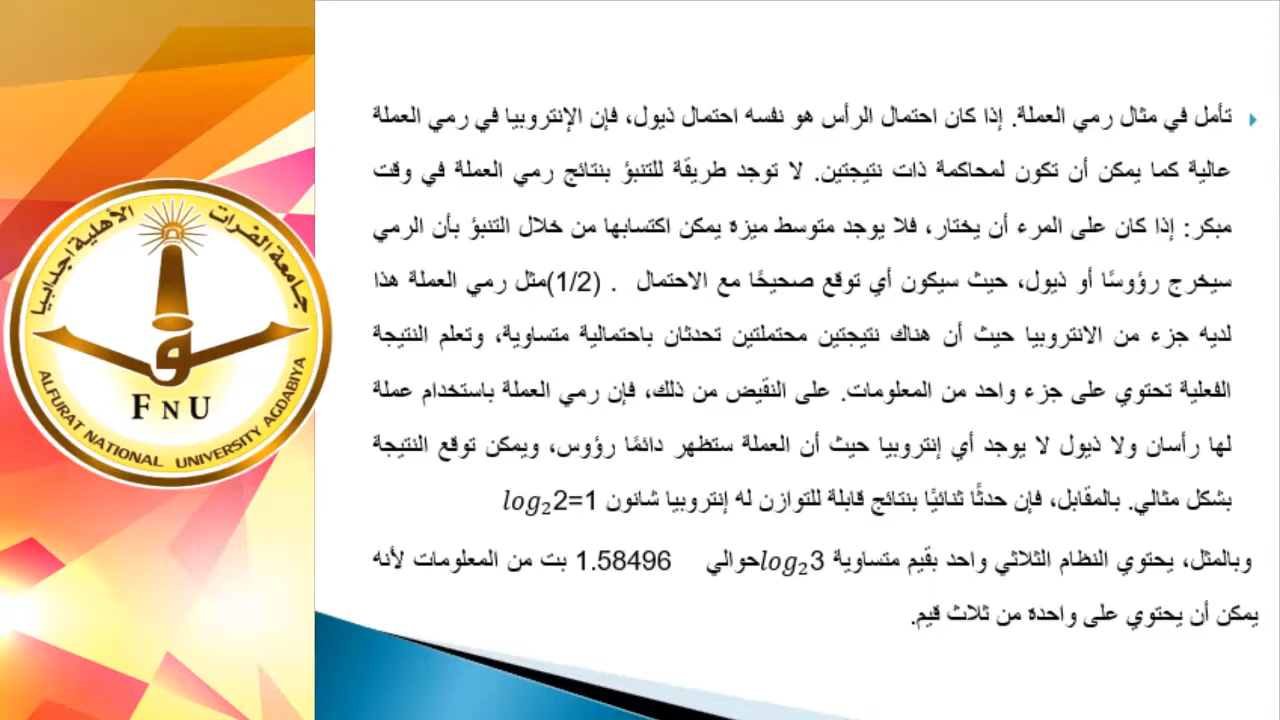 تأمل في مثال رمي العملة. إذا كان احتمال الرأس هو نفسه احتمال ذيول، فإن الإنتروبيا في رمي العملة
عالية كما يمكن أن تكون لمحاكمة ذات نتيجتين. لا توجد طريقة للتنبؤ بنتائج رمي العملة في وقت
مبكر: إذا كان على المرء أن يختار، فلا يوجد متوسط ميزة يمكن اكتسابها من خلال التنبؤ بأن الرمي
سيخرج رؤوسًا أو ذيول، حيث سيكون أي توقع صحيحًا مع الاحتمال . (1/2)مثل رمي العملة هذا
لديه جزء من الانتروبيا حيث أن هناك نتيجتين محتملتين تحدثان باحتمالية متساوية، وتعلم النتيجة
الفعلية تحتوي على جزء واحد من المعلومات. على النقيض من ذلك، فإن رمي العملة باستخدام عملة
لها رأسان ولا ذيول لا يوجد أي إنتروبيا حيث أن العملة ستظهر دائمًا رؤوس، ويمكن توقع النتيجة
بشكل مثالي. بالمقابل، فإن حدثًا ثنائيًا بنتائج قابلة للتوازن له إنتروبيا شانون log₂2=1
وبالمثل، يحتوي النظام الثلاثي واحد بقيم متساوية log₂3حوالي 1.58496 بت من المعلومات لأنه
يمكن أن يحتوي على واحدة من ثلاث قيم.
جامعة الفرات الأهلية اجدابيا
FNU
ALFURAT NATIONAL UNIVERSITY AGDABIYA